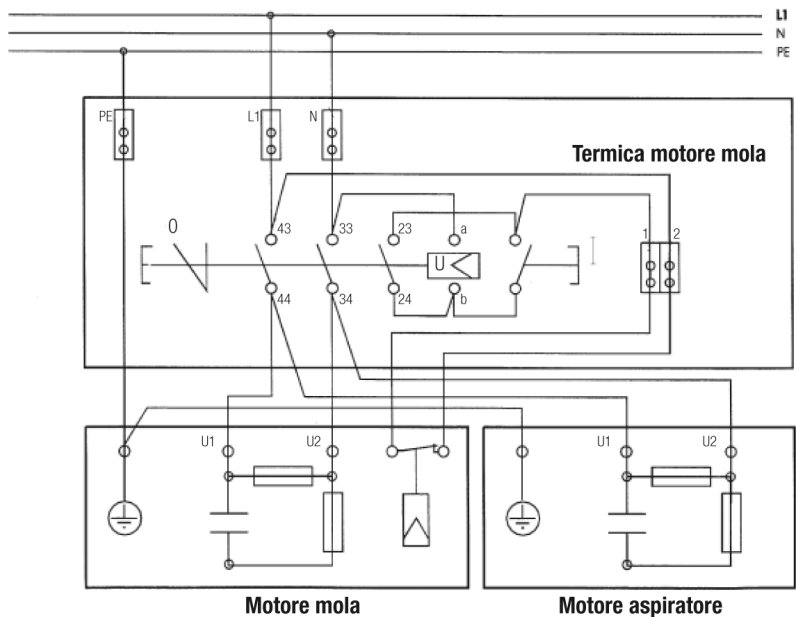 L1
N
PE
PE
L1
N
Termica motore mola
0
43
33
23
a
I
1
2
U
44
34
24
b
U1
U2
U1
U2
Motore mola
Motore aspiratore